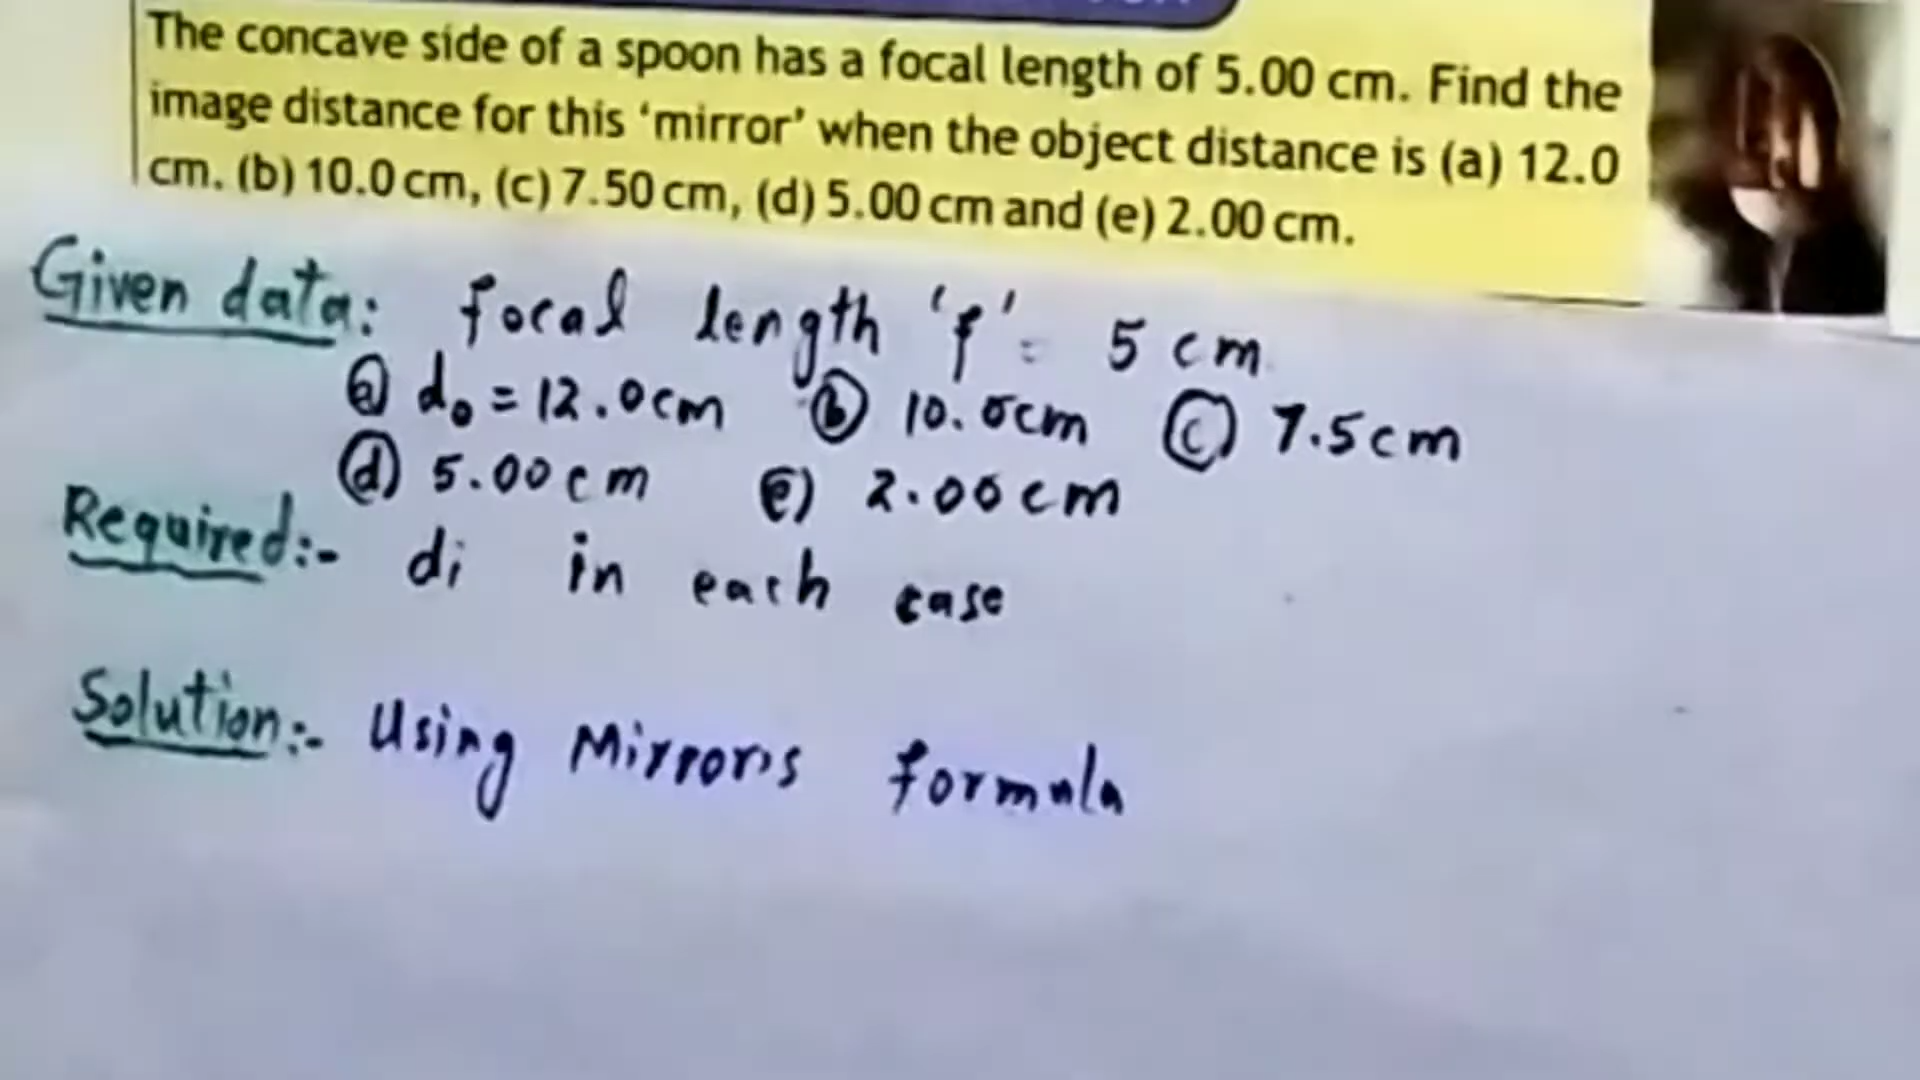 The concave side of a spoon has a focal length of 5.00 cm. Find the
image distance for this ‘mirror’ when the object distance is (a) 12.0
cm. (b) 10.0 cm, (c) 7.50 cm, (d) 5.00 cm and (e) 2.00 cm.
Given data: focal length 'f' = 5 cm
(a) do = 12.0cm (b) 10.0cm (c) 7.5cm
(d) 5.00cm (e) 2.00cm
Required:- di in each case
Solution:- Using Mirrors formula